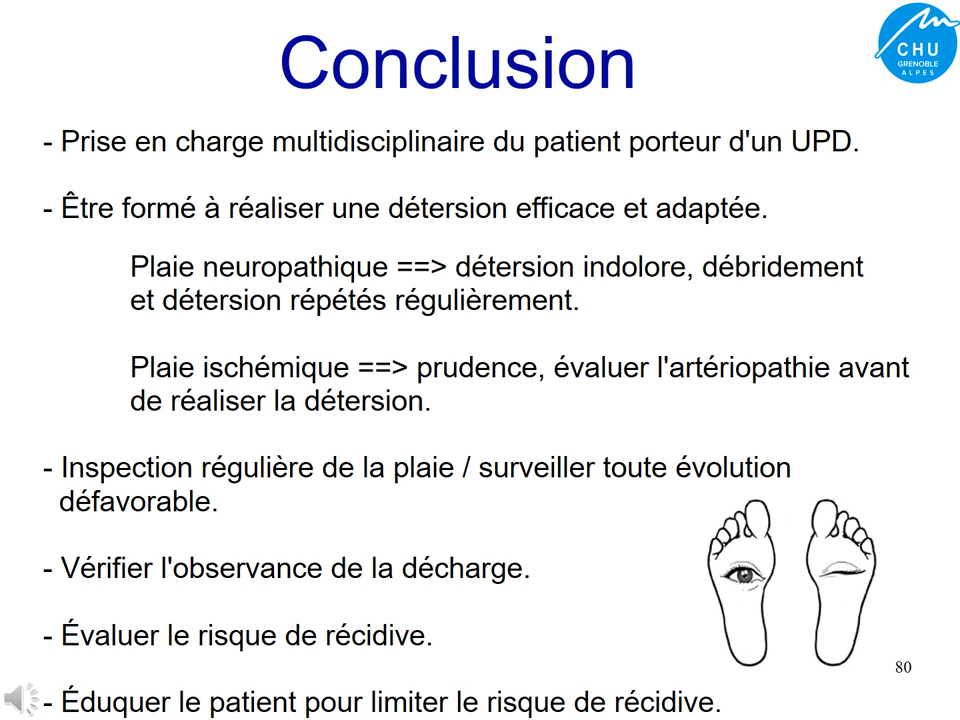 Conclusion
CHU
GRENOBLE
ALPES
- Prise en charge multidisciplinaire du patient porteur d'un UPD.
- Être formé à réaliser une détersion efficace et adaptée.
Plaie neuropathique ==> détersion indolore, débridement
et détersion répétés régulièrement.
Plaie ischémique ==> prudence, évaluer l'artériopathie avant
de réaliser la détersion.
- Inspection régulière de la plaie / surveiller toute évolution
défavorable.
- Vérifier l'observance de la décharge.
- Évaluer le risque de récidive.
80
- Éduquer le patient pour limiter le risque de récidive.